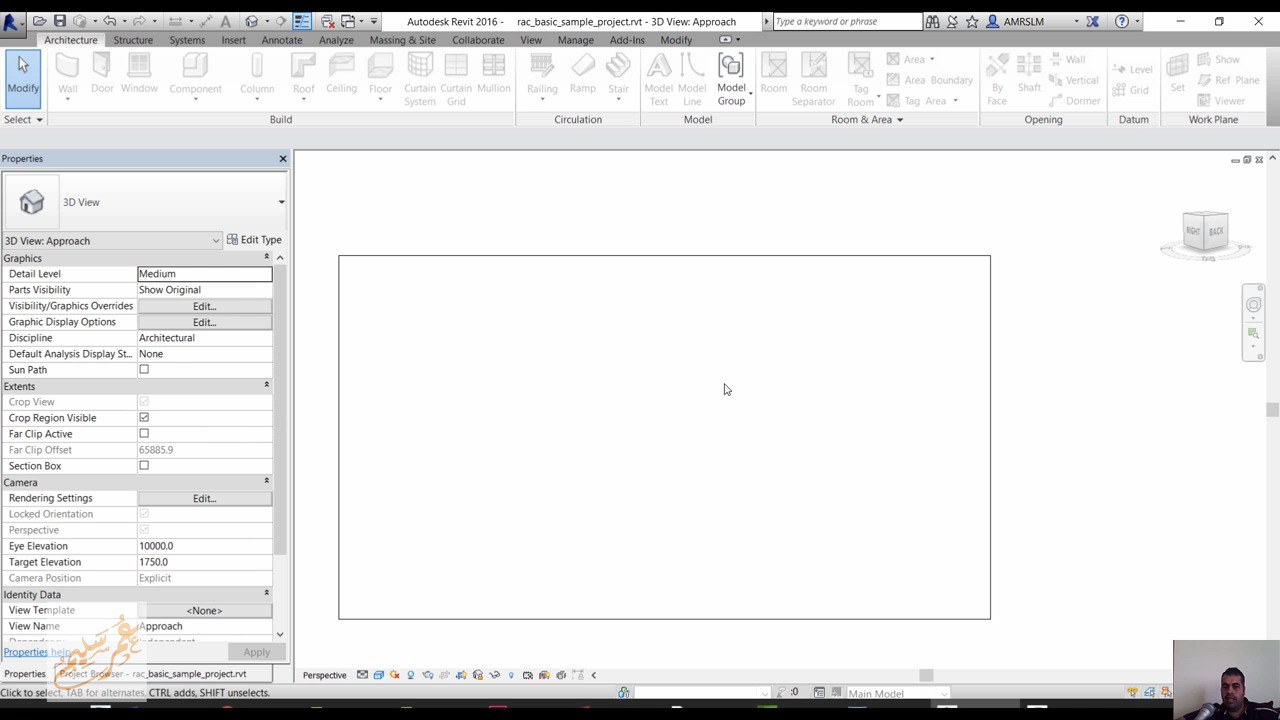 Autodesk Revit 2016 - rac_basic_sample_project.rvt - 3D View: Approach
Type a keyword or phrase
AMRSLM
Architecture Structure Systems Insert Annotate Analyze Massing & Site Collaborate View Manage Add-Ins Modify
Modify Wall Door Window Component Column Roof Ceiling Floor Curtain System Curtain Grid Mullion Railing Ramp Stair Model Text Model Line Model Group Room Room Separator Tag Room Area Area Boundary Tag Area By Face Shaft Wall Vertical Dormer Level Grid Set Show Ref Plane Viewer
Select Build Circulation Model Room & Area Opening Datum Work Plane
Properties
3D View
3D View: Approach Edit Type
Graphics
Detail Level Medium
Parts Visibility Show Original
Visibility/Graphics Overrides Edit...
Graphic Display Options Edit...
Discipline Architectural
Default Analysis Display St... None
Sun Path
Extents
Crop View
Crop Region Visible
Far Clip Active
Far Clip Offset 65885.9
Section Box
Camera
Rendering Settings Edit...
Locked Orientation
Perspective
Eye Elevation 10000.0
Target Elevation 1750.0
Camera Position Explicit
Identity Data
View Template <None>
View Name Approach
Properties help Apply
Properties Project Browser - rac_basic_sample_project.rvt
RIGHT BACK
Perspective
Click to select, TAB for alternates, CTRL adds, SHIFT unselects.
:0
Main Model